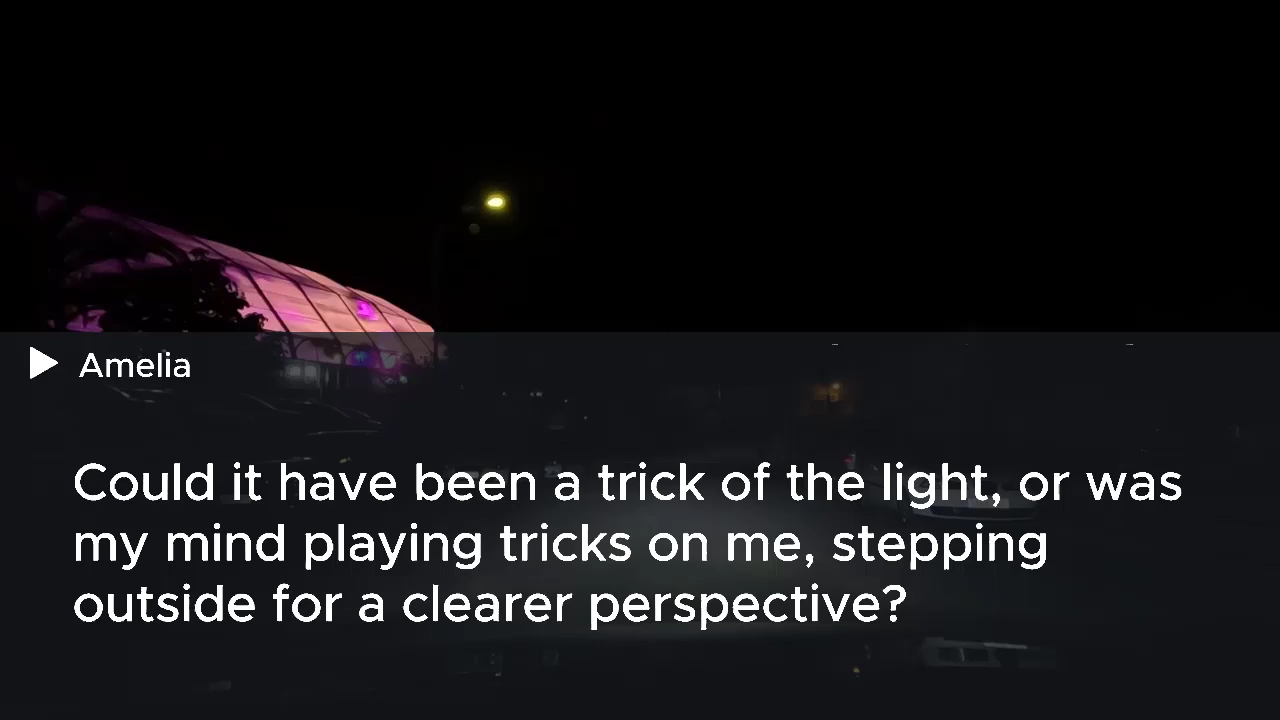 Amelia
Could it have been a trick of the light, or was
my mind playing tricks on me, stepping
outside for a clearer perspective?